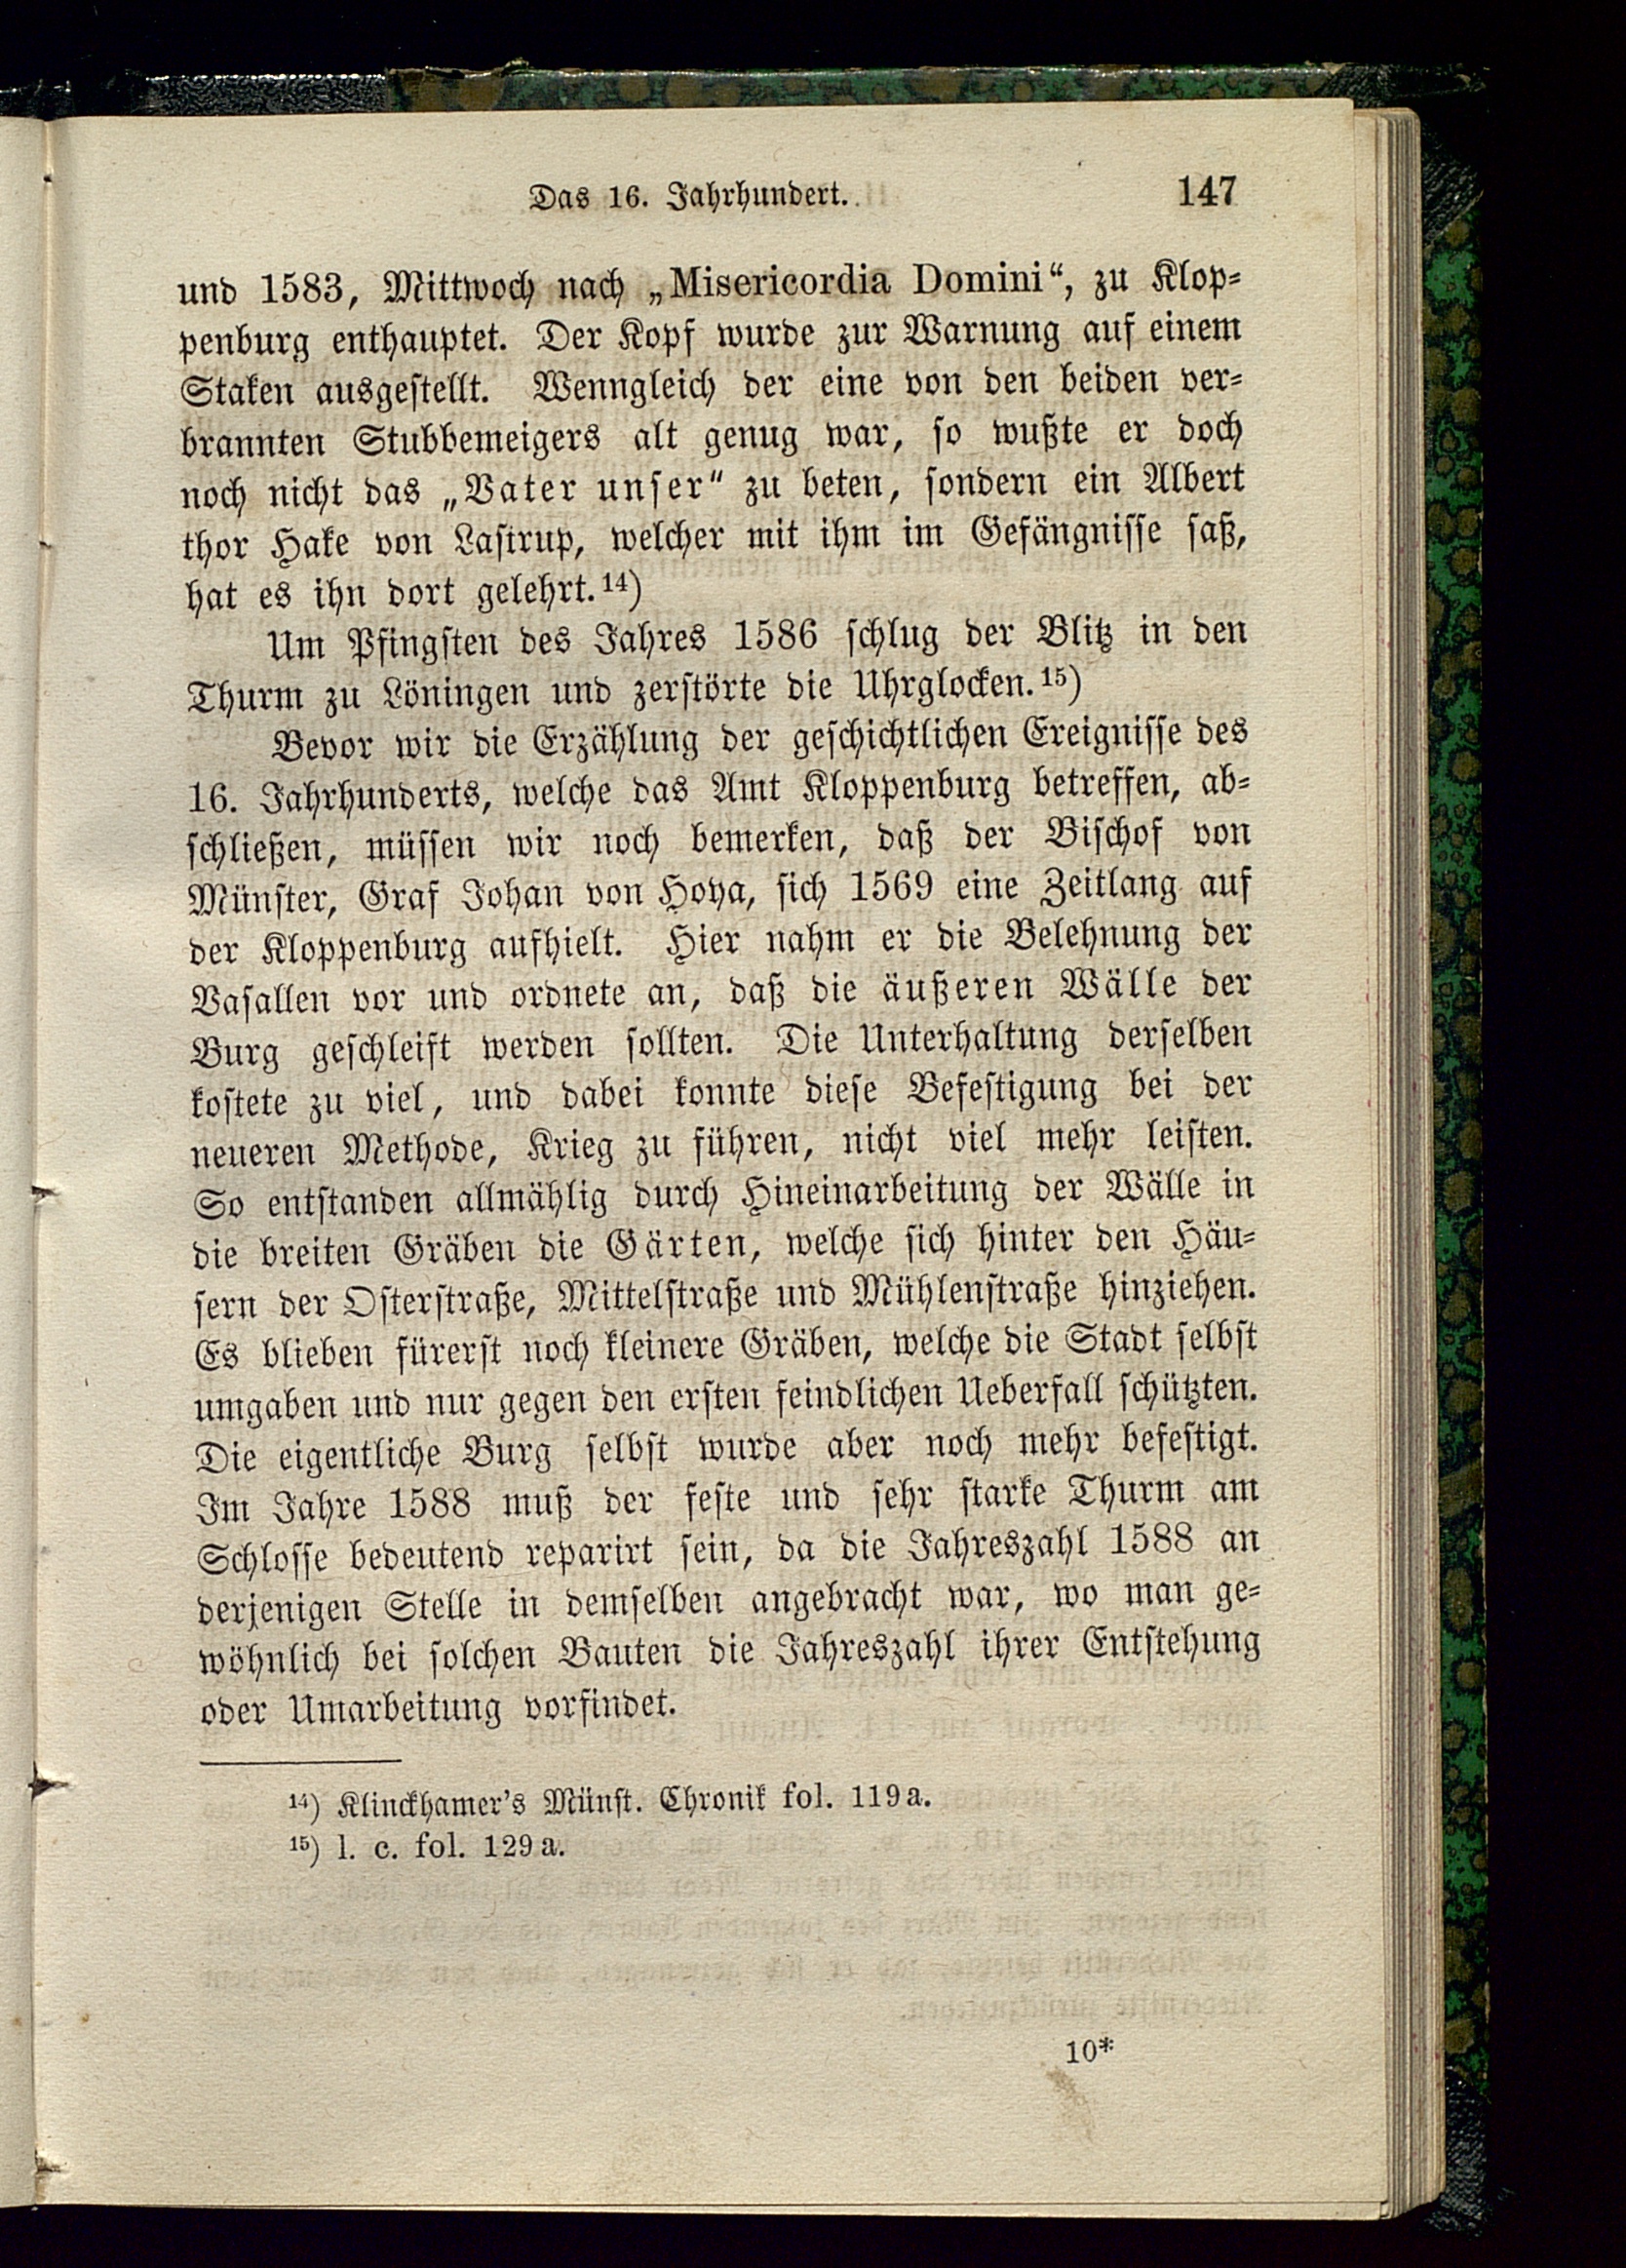 Das 16. Jahrhundert. 147
und 1583, Mittwoch nach „Misericordia Domini“, zu Klop-
penburg enthauptet. Der Kopf wurde zur Warnung auf einem
Staken ausgestellt. Wenngleich der eine von den beiden ver-
brannten Stubbemeigers alt genug war, so wußte er doch
noch nicht das „Vater unser“ zu beten, sondern ein Albert
thor Hake von Lastrup, welcher mit ihm im Gefängnisse saß,
hat es ihn dort gelehrt.14)
Um Pfingsten des Jahres 1586 schlug der Blitz in den
Thurm zu Löningen und zerstörte die Uhrglocken.15)
Bevor wir die Erzählung der geschichtlichen Ereignisse des
16. Jahrhunderts, welche das Amt Kloppenburg betreffen, ab-
schließen, müssen wir noch bemerken, daß der Bischof von
Münster, Graf Johan von Hoya, sich 1569 eine Zeitlang auf
der Kloppenburg aufhielt. Hier nahm er die Belehnung der
Vasallen vor und ordnete an, daß die äußeren Wälle der
Burg geschleift werden sollten. Die Unterhaltung derselben
kostete zu viel, und dabei konnte diese Befestigung bei der
neueren Methode, Krieg zu führen, nicht viel mehr leisten.
So entstanden allmählig durch Hineinarbeitung der Wälle in
die breiten Gräben die Gärten, welche sich hinter den Häu-
sern der Osterstraße, Mittelstraße und Mühlenstraße hinziehen.
Es blieben fürerst noch kleinere Gräben, welche die Stadt selbst
umgaben und nur gegen den ersten feindlichen Ueberfall schützten.
Die eigentliche Burg selbst wurde aber noch mehr befestigt.
Im Jahre 1588 muß der feste und sehr starke Thurm am
Schlosse bedeutend reparirt sein, da die Jahreszahl 1588 an
derjenigen Stelle in demselben angebracht war, wo man ge-
wöhnlich bei solchen Bauten die Jahreszahl ihrer Entstehung
oder Umarbeitung vorfindet.
14) Klinckhamer's Münst. Chronik fol. 119a.
15) l. c. fol. 129a.
10*